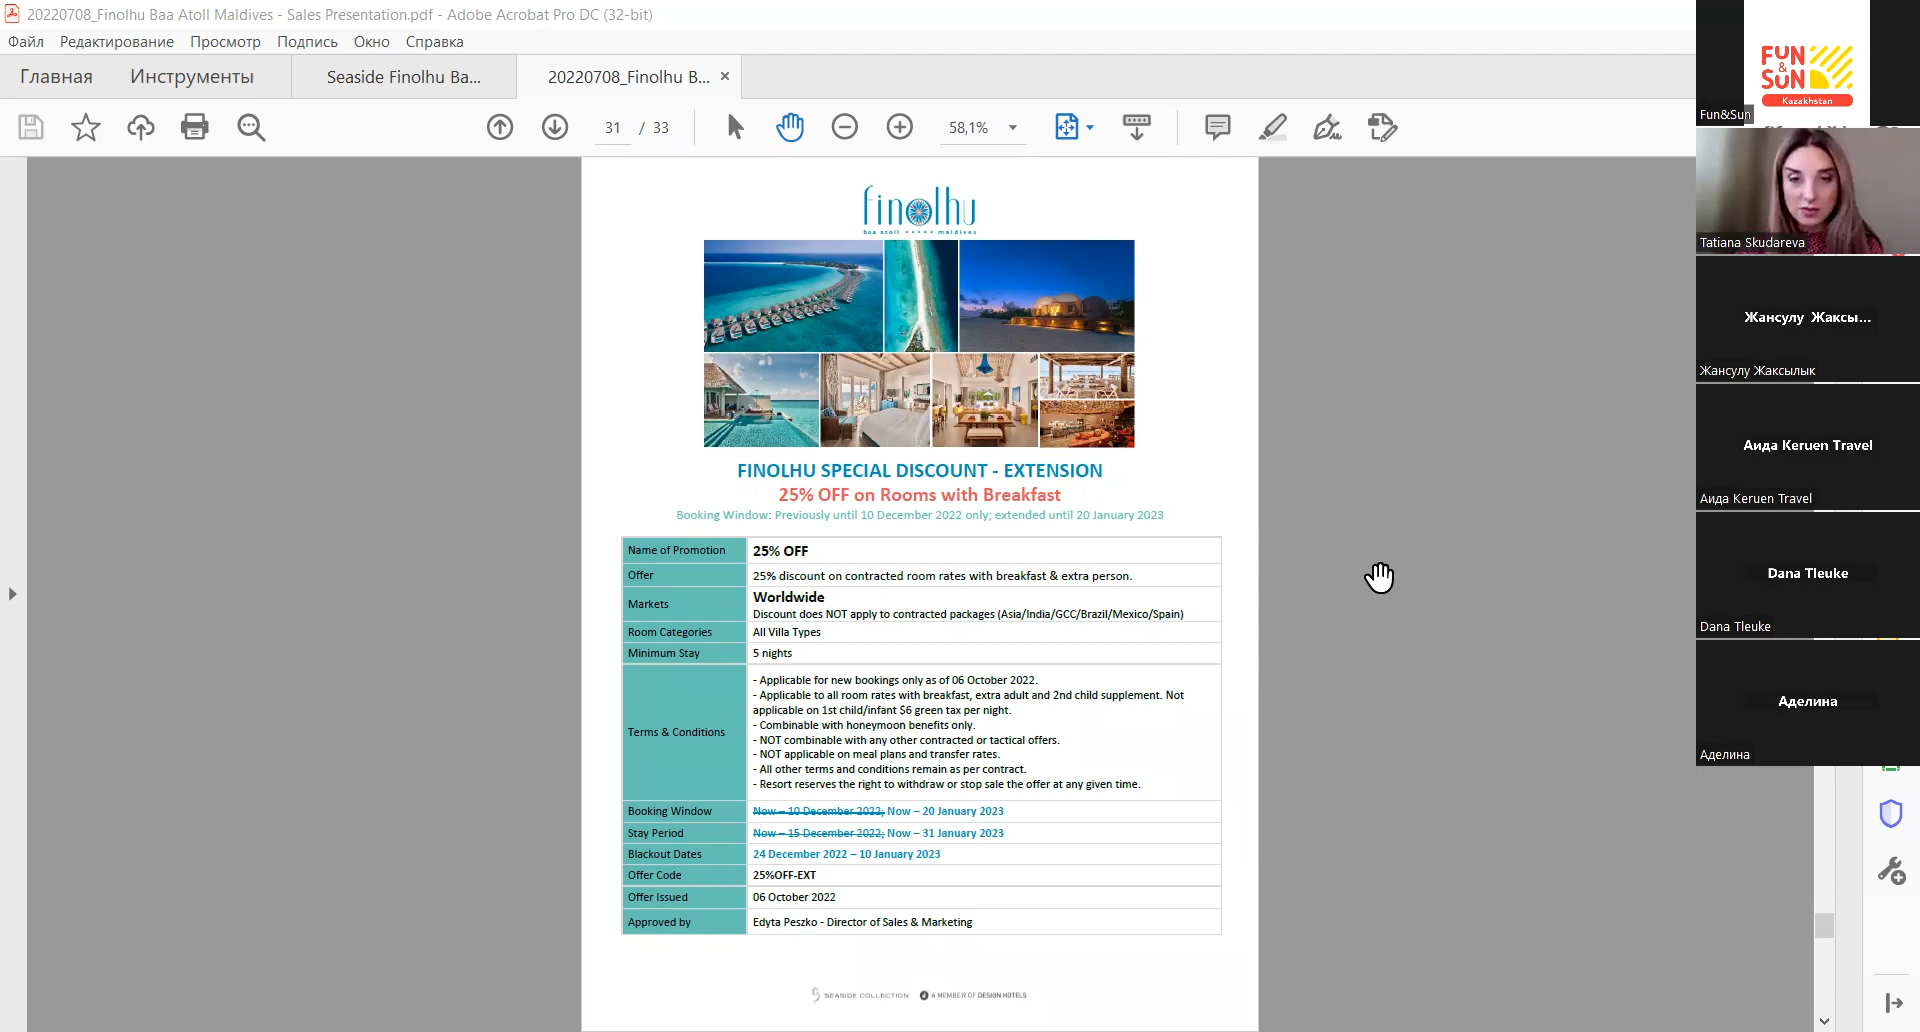 20220708_Finolhu Baa Atoll Maldives - Sales Presentation.pdf - Adobe Acrobat Pro DC (32-bit)
Файл Редактирование Просмотр Подпись Окно Справка
Главная Инструменты Seaside Finolhu Ba... 20220708_Finolhu B... ×
31 / 33 58,1%
FUN
&
SUN
Kazakhstan
Fun&Sun
Tatiana Skudareva
Жансулу Жаксы...
Жансулу Жаксылык
Аида Keruen Travel
Аида Keruen Travel
Dana Tleuke
Dana Tleuke
Аделина
Аделина
finolhu
baa atoll maldives
FINOLHU SPECIAL DISCOUNT - EXTENSION
25% OFF on Rooms with Breakfast
Booking Window: Previously until 10 December 2022 only; extended until 20 January 2023
Name of Promotion 25% OFF
Offer 25% discount on contracted room rates with breakfast & extra person.
Markets Worldwide
Discount does NOT apply to contracted packages (Asia/India/GCC/Brazil/Mexico/Spain)
Room Categories All Villa Types
Minimum Stay 5 nights
Terms & Conditions
- Applicable for new bookings only as of 06 October 2022.
- Applicable to all room rates with breakfast, extra adult and 2nd child supplement. Not
applicable on 1st child/infant $6 green tax per night.
- Combinable with honeymoon benefits only.
- NOT combinable with any other contracted or tactical offers.
- NOT applicable on meal plans and transfer rates.
- All other terms and conditions remain as per contract.
- Resort reserves the right to withdraw or stop sale the offer at any given time.
Booking Window Now – 10 December 2022; Now – 20 January 2023
Stay Period Now – 15 December 2022; Now – 31 January 2023
Blackout Dates 24 December 2022 – 10 January 2023
Offer Code 25%OFF-EXT
Offer Issued 06 October 2022
Approved by Edyta Peszko - Director of Sales & Marketing
SEASIDE COLLECTION A MEMBER OF DESIGN HOTELS